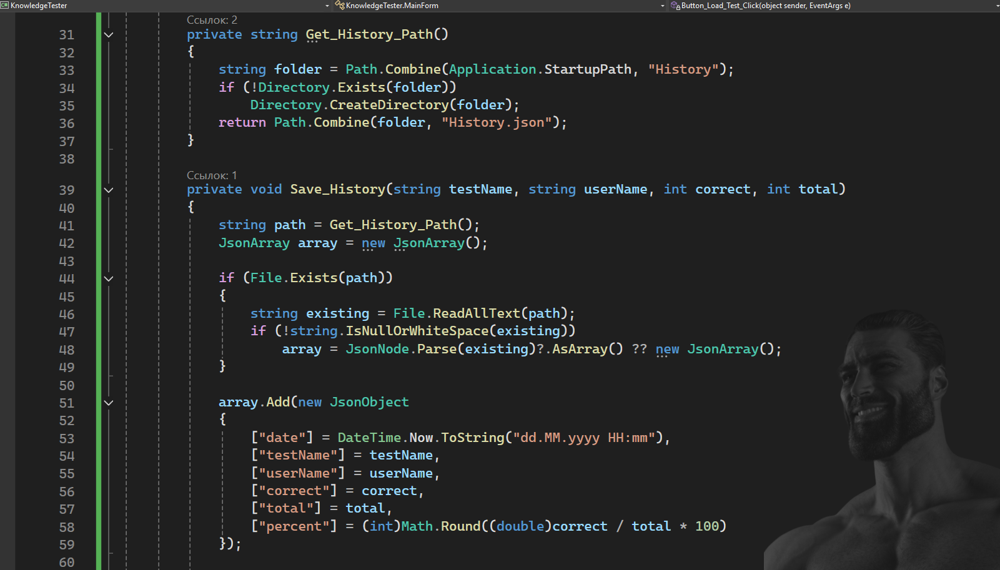 KnowledgeTester KnowledgeTester.MainForm Button_Load_Test_Click(object sender, EventArgs e)
Ссылок: 2
31 private string Get_History_Path()
32 {
33 string folder = Path.Combine(Application.StartupPath, "History");
34 if (!Directory.Exists(folder))
35 Directory.CreateDirectory(folder);
36 return Path.Combine(folder, "History.json");
37 }
38
Ссылок: 1
39 private void Save_History(string testName, string userName, int correct, int total)
40 {
41 string path = Get_History_Path();
42 JsonArray array = new JsonArray();
43
44 if (File.Exists(path))
45 {
46 string existing = File.ReadAllText(path);
47 if (!string.IsNullOrWhiteSpace(existing))
48 array = JsonNode.Parse(existing)?.AsArray() ?? new JsonArray();
49 }
50
51 array.Add(new JsonObject
52 {
53 ["date"] = DateTime.Now.ToString("dd.MM.yyyy HH:mm"),
54 ["testName"] = testName,
55 ["userName"] = userName,
56 ["correct"] = correct,
57 ["total"] = total,
58 ["percent"] = (int)Math.Round((double)correct / total * 100)
59 });
60